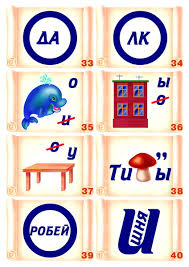 ДА
ЛК
33
34
о
и
ы
о
35
36
о у
Ти ” ы
37
38
РОБЕЙ
И ШНЯ
39
40